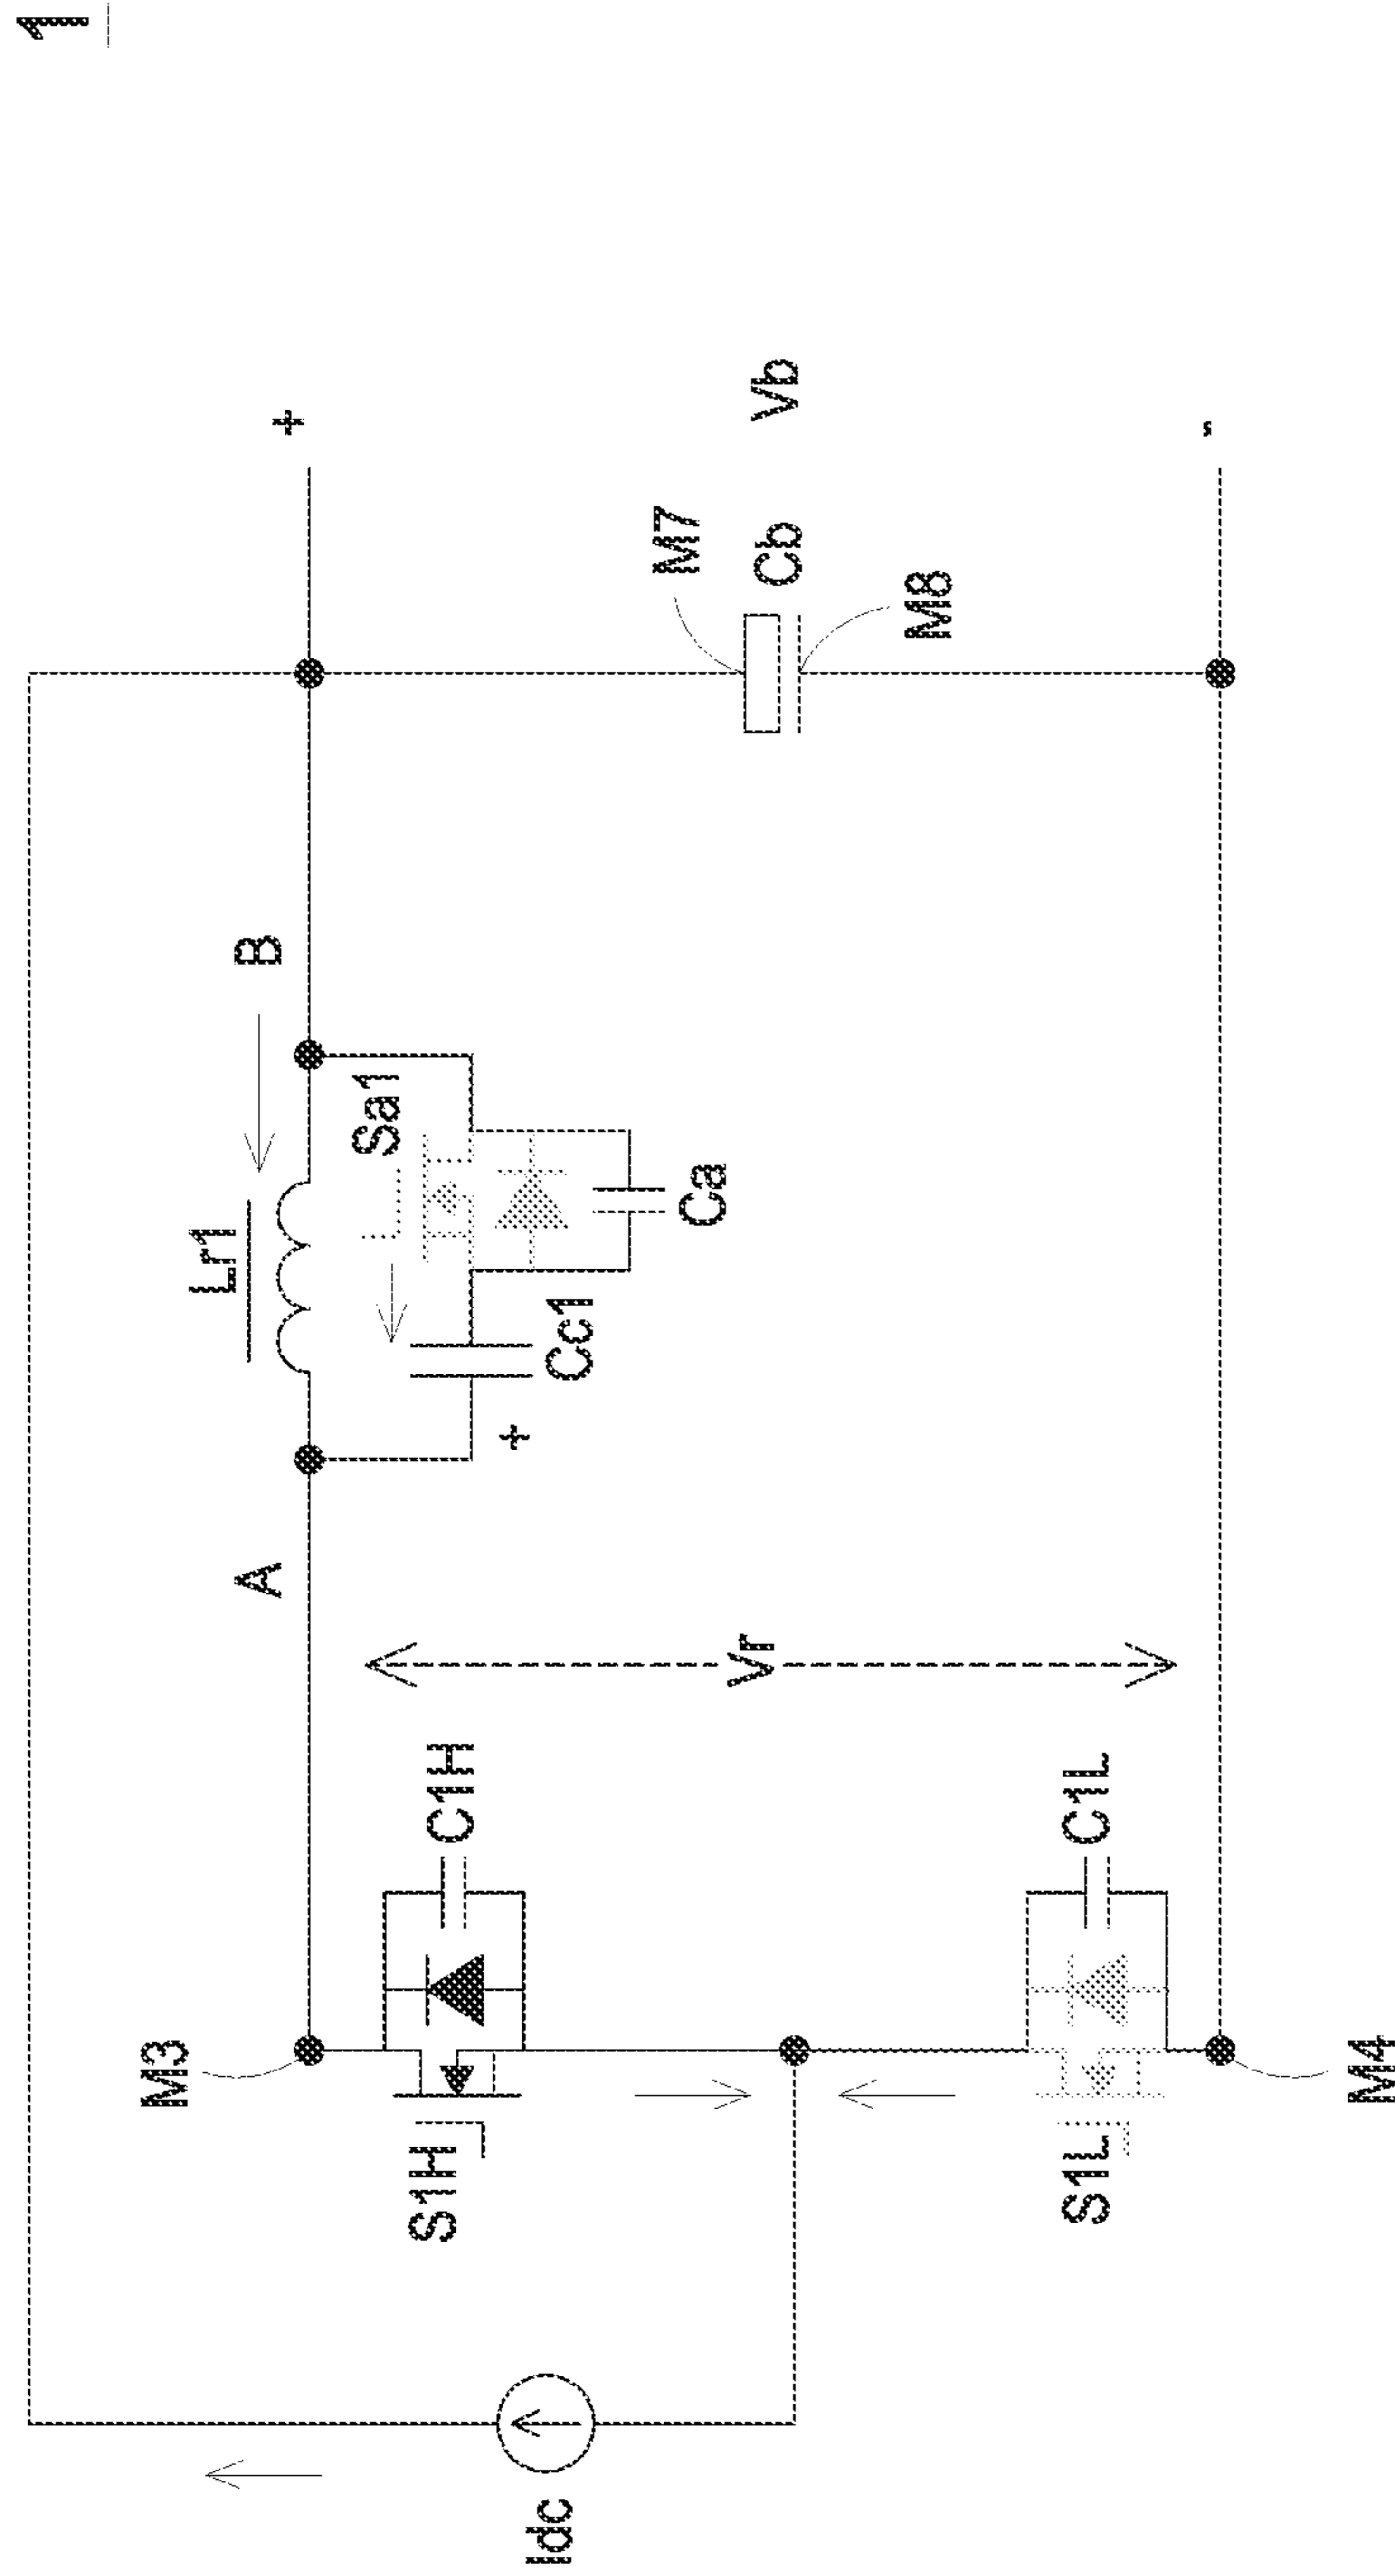 1
Lr1
B
A
+
M3
Sa1
S1H
C1H
Cc1
+
Ca
M7
Idc
Vr
Cb
Vb
M8
S1L
C1L
-
M4